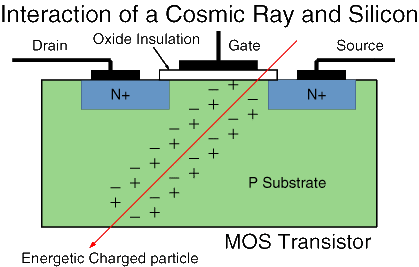 Interaction of a Cosmic Ray and Silicon
Drain
Oxide Insulation
Gate
Source
N+
N+
P Substrate
MOS Transistor
Energetic Charged particle